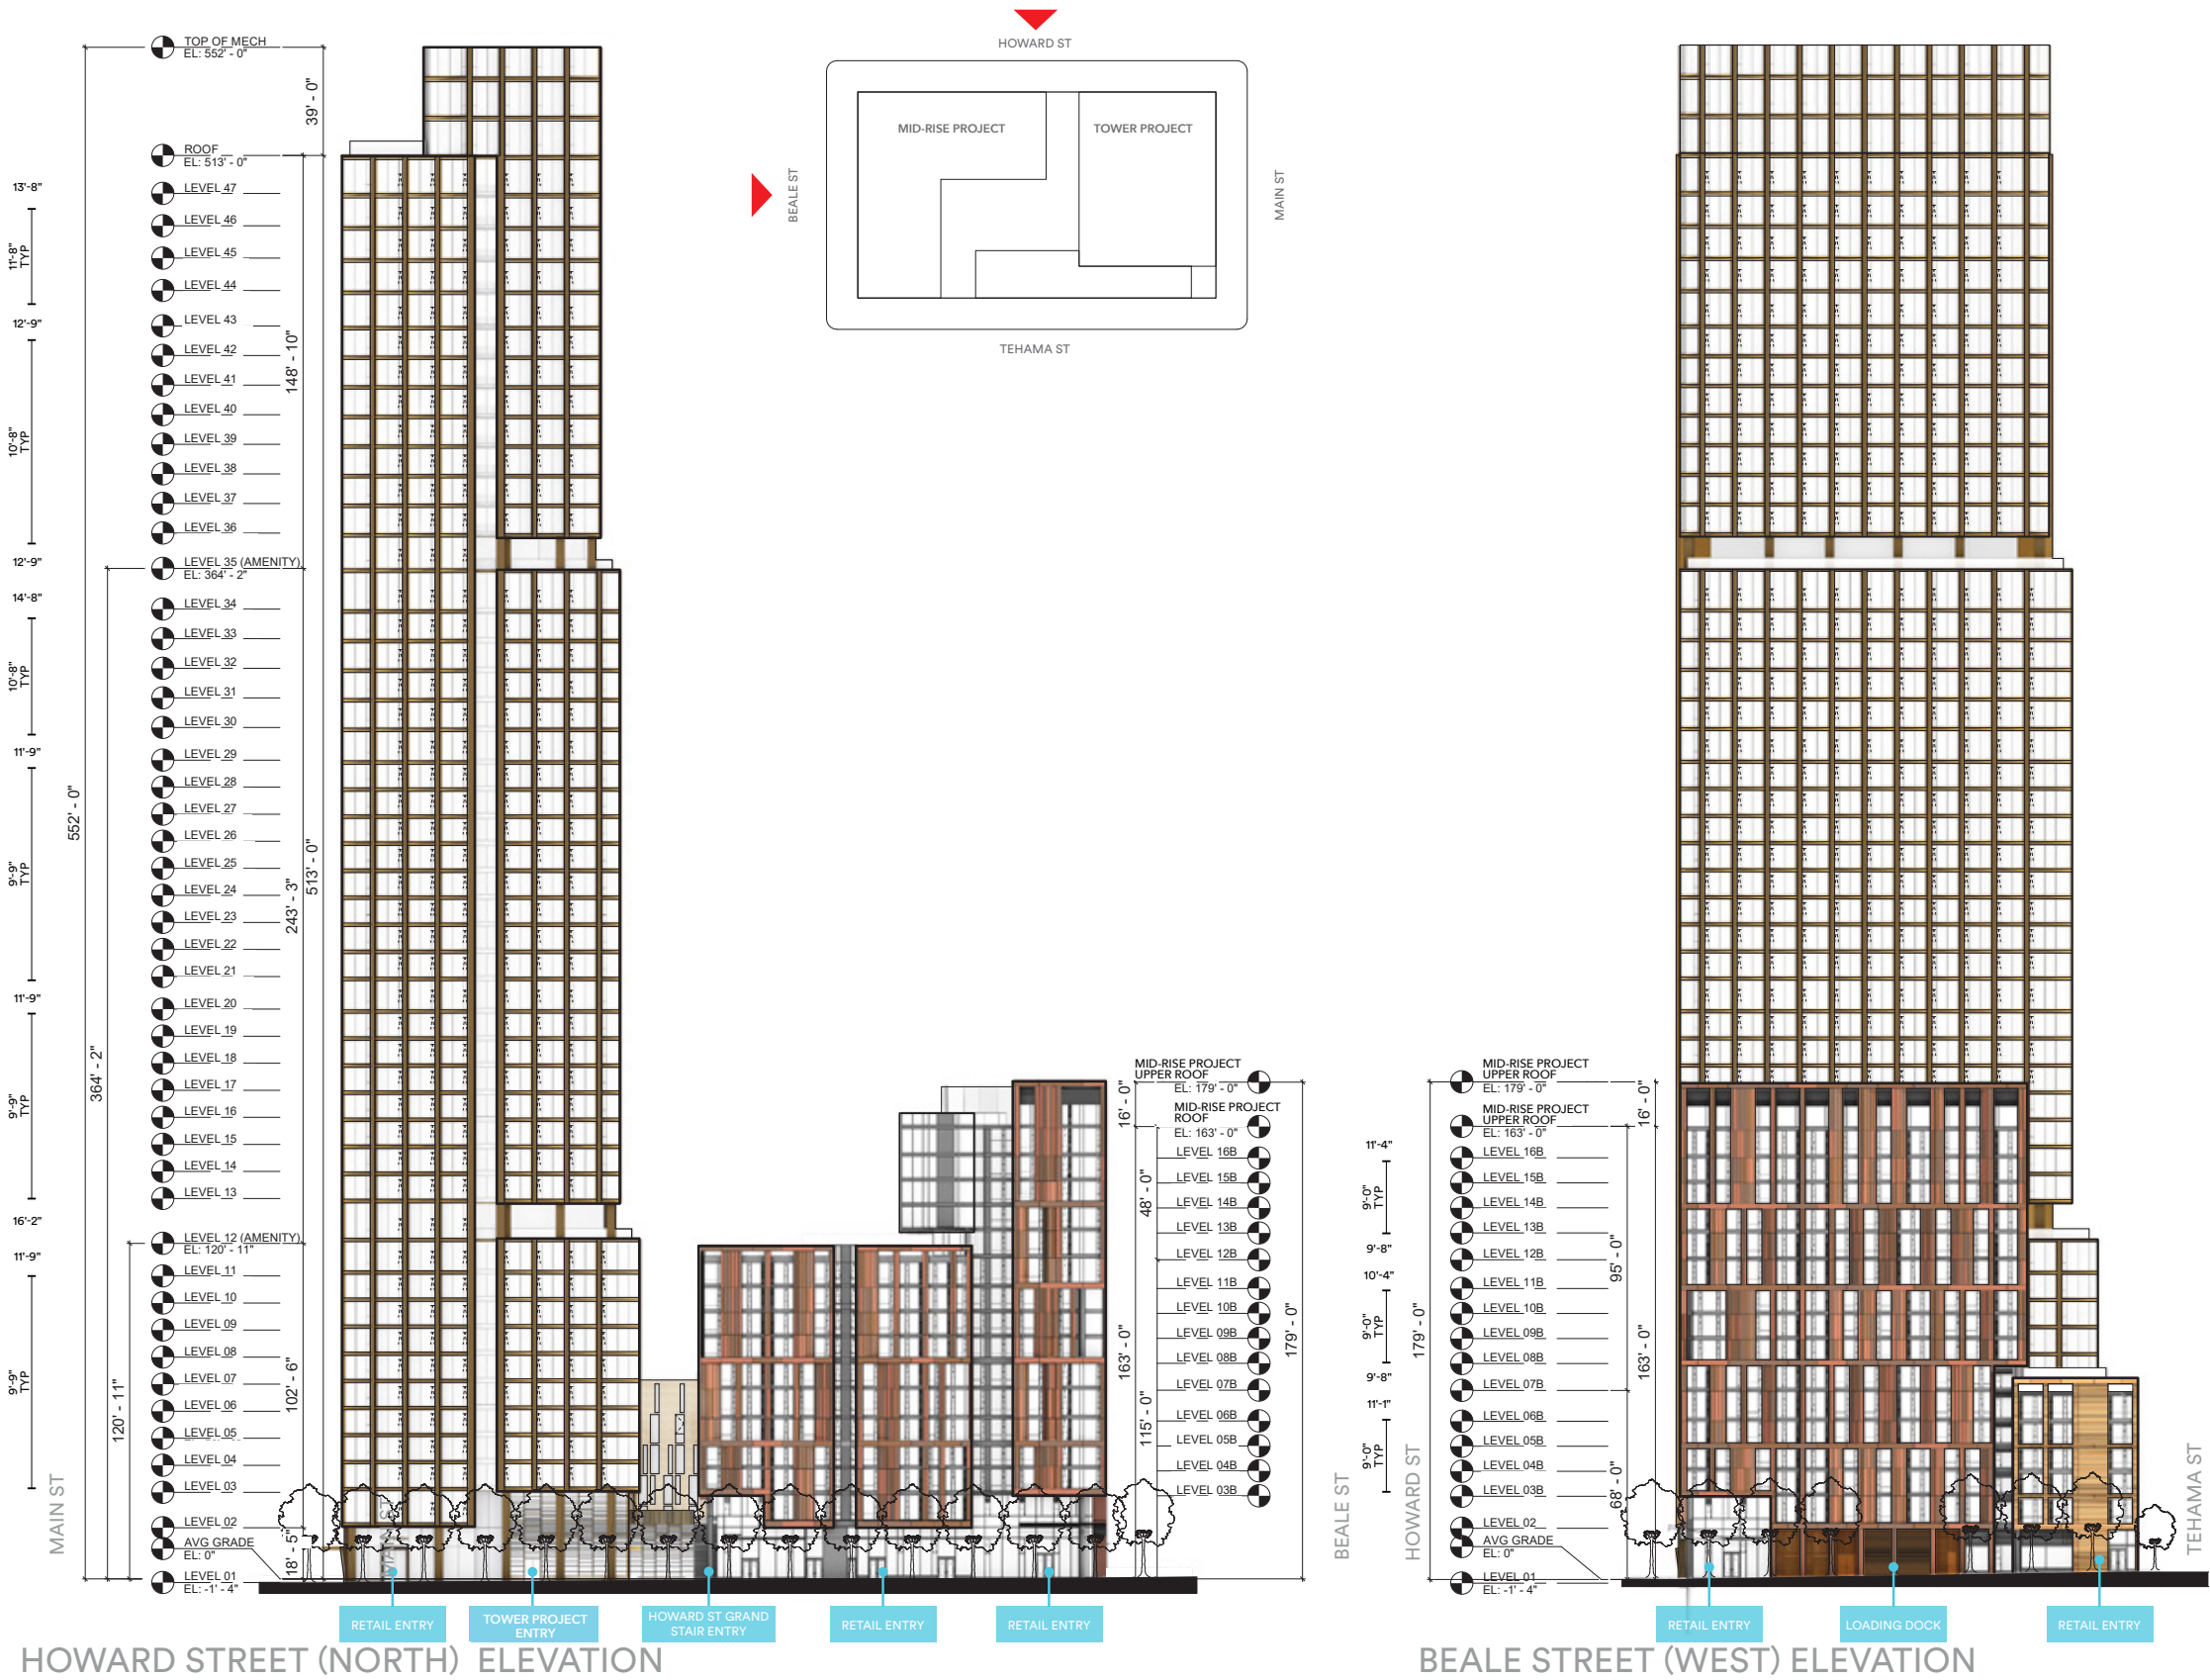 HOWARD ST
MID-RISE PROJECT
TOWER PROJECT
BEALE ST
MAIN ST
TEHAMA ST
TOP OF MECH
EL: 552' - 0"
ROOF
EL: 513' - 0"
LEVEL 47
LEVEL 46
LEVEL 45
LEVEL 44
LEVEL 43
LEVEL 42
LEVEL 41
LEVEL 40
LEVEL 39
LEVEL 38
LEVEL 37
LEVEL 36
LEVEL 35 (AMENITY)
EL: 364' - 2"
LEVEL 34
LEVEL 33
LEVEL 32
LEVEL 31
LEVEL 30
LEVEL 29
LEVEL 28
LEVEL 27
LEVEL 26
LEVEL 25
LEVEL 24
LEVEL 23
LEVEL 22
LEVEL 21
LEVEL 20
LEVEL 19
LEVEL 18
LEVEL 17
LEVEL 16
LEVEL 15
LEVEL 14
LEVEL 13
LEVEL 12 (AMENITY)
EL: 120' - 11"
LEVEL 11
LEVEL 10
LEVEL 09
LEVEL 08
LEVEL 07
LEVEL 06
LEVEL 05
LEVEL 04
LEVEL 03
LEVEL 02
AVG GRADE
EL: 0"
LEVEL 01
EL: -1' - 4"
13'-8"
11'-8"
TYP
12'-9"
10'-8"
TYP
12'-9"
14'-8"
10'-8"
TYP
11'-9"
9'-9"
TYP
11'-9"
9'-9"
TYP
16'-2"
11'-9"
9'-9"
TYP
552' - 0"
364' - 2"
120' - 11"
39' - 0"
148' - 10"
513' - 0"
243' - 3"
102' - 6"
18' - 5"
MAIN ST
MID-RISE PROJECT
UPPER ROOF
EL: 179' - 0"
MID-RISE PROJECT
ROOF
EL: 163' - 0"
LEVEL 16B
LEVEL 15B
LEVEL 14B
LEVEL 13B
LEVEL 12B
LEVEL 11B
LEVEL 10B
LEVEL 09B
LEVEL 08B
LEVEL 07B
LEVEL 06B
LEVEL 05B
LEVEL 04B
LEVEL 03B
16' - 0"
48' - 0"
163' - 0"
115' - 0"
179' - 0"
BEALE ST
RETAIL ENTRY
TOWER PROJECT
ENTRY
HOWARD ST GRAND
STAIR ENTRY
RETAIL ENTRY
RETAIL ENTRY
HOWARD STREET (NORTH) ELEVATION
MID-RISE PROJECT
UPPER ROOF
EL: 179' - 0"
MID-RISE PROJECT
UPPER ROOF
EL: 163' - 0"
LEVEL 16B
LEVEL 15B
LEVEL 14B
LEVEL 13B
LEVEL 12B
LEVEL 11B
LEVEL 10B
LEVEL 09B
LEVEL 08B
LEVEL 07B
LEVEL 06B
LEVEL 05B
LEVEL 04B
LEVEL 03B
LEVEL 02
AVG GRADE
EL: 0"
LEVEL 01
EL: -1' - 4"
11'-4"
9'-0"
TYP
9'-8"
10'-4"
9'-0"
TYP
9'-8"
11'-1"
9'-0"
TYP
179' - 0"
16' - 0"
95' - 0"
163' - 0"
68' - 0"
HOWARD ST
TEHAMA ST
RETAIL ENTRY
LOADING DOCK
RETAIL ENTRY
BEALE STREET (WEST) ELEVATION